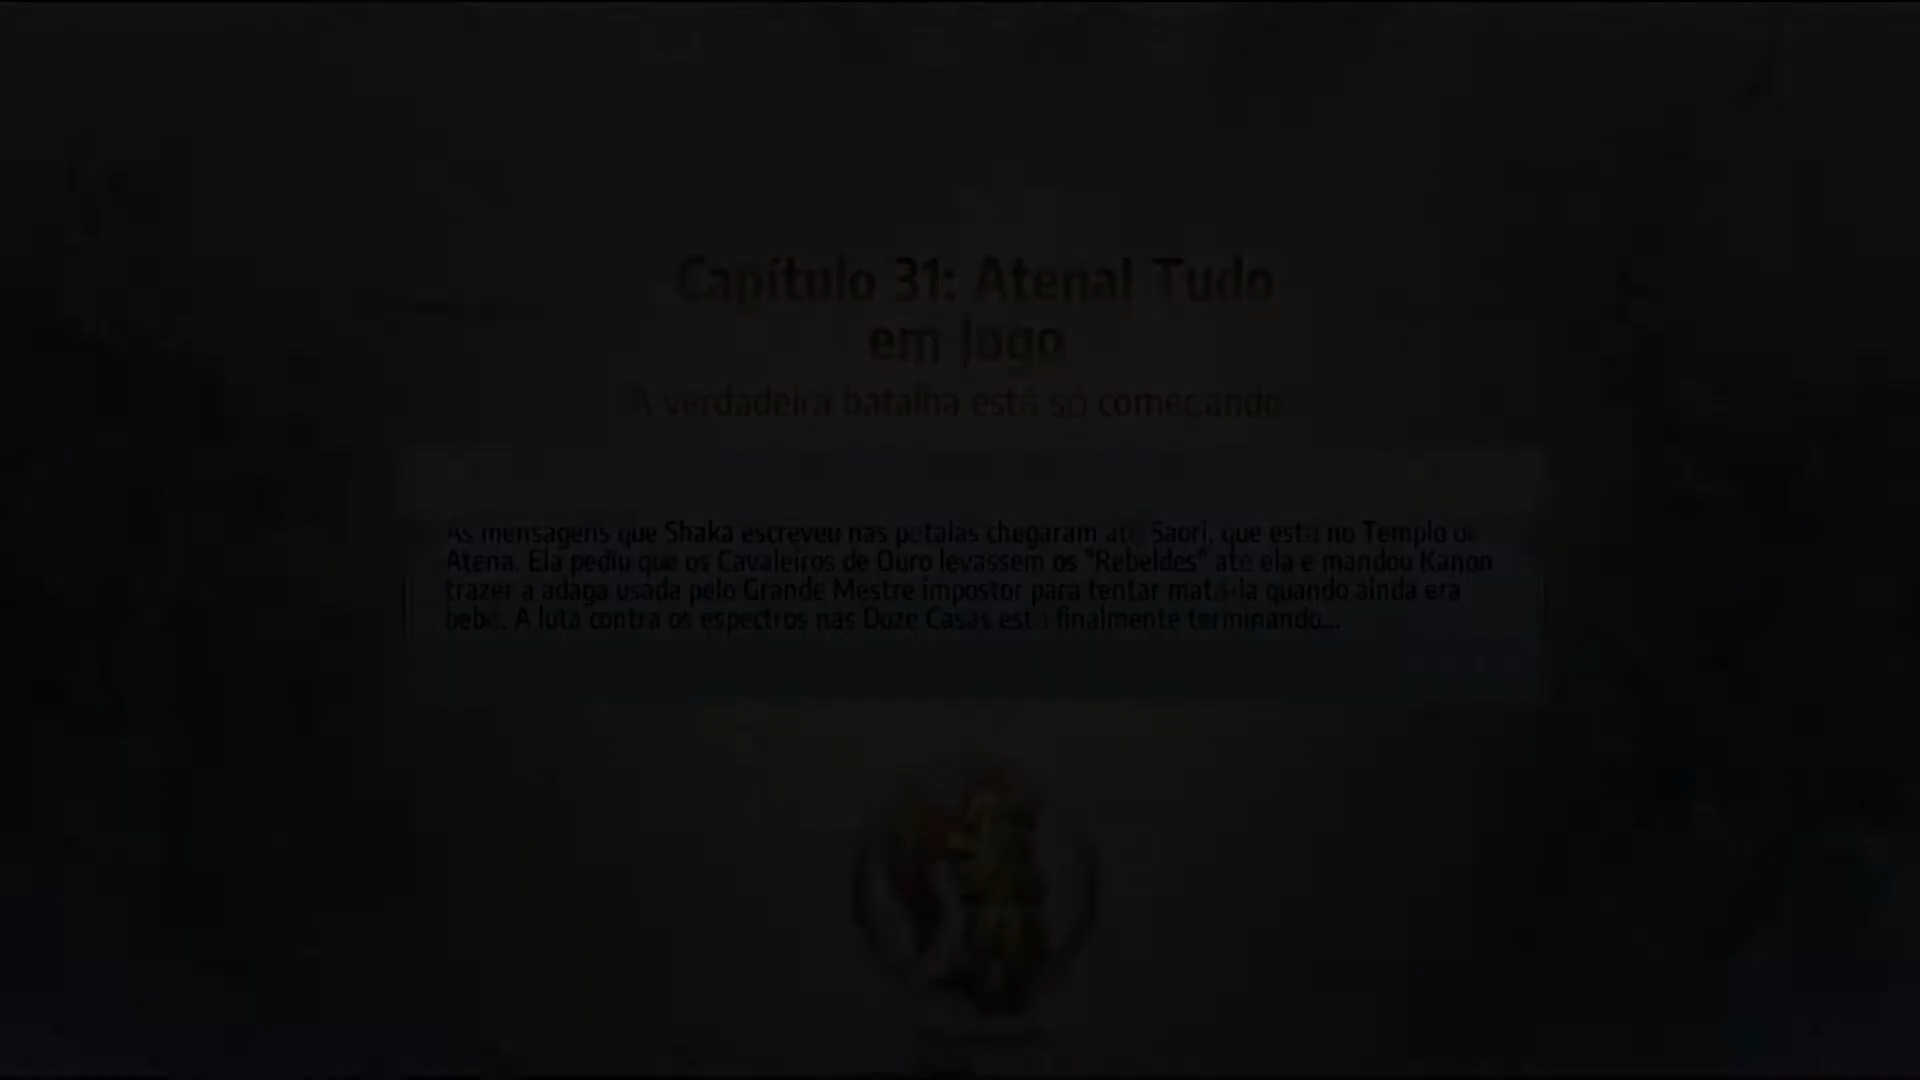 Capítulo 31: Atena! Tudo
em Jogo
A verdadeira batalha está só começando
As mensagens que Shaka escreveu nas pétalas chegaram até Saori, que está no Templo de
Atena. Ela pediu que os Cavaleiros de Ouro levassem os "Rebeldes" até ela e mandou Kanon
trazer a adaga usada pelo Grande Mestre impostor para tentar matá-la quando ainda era
bebê. A luta contra os espectros nas Doze Casas está finalmente terminando...